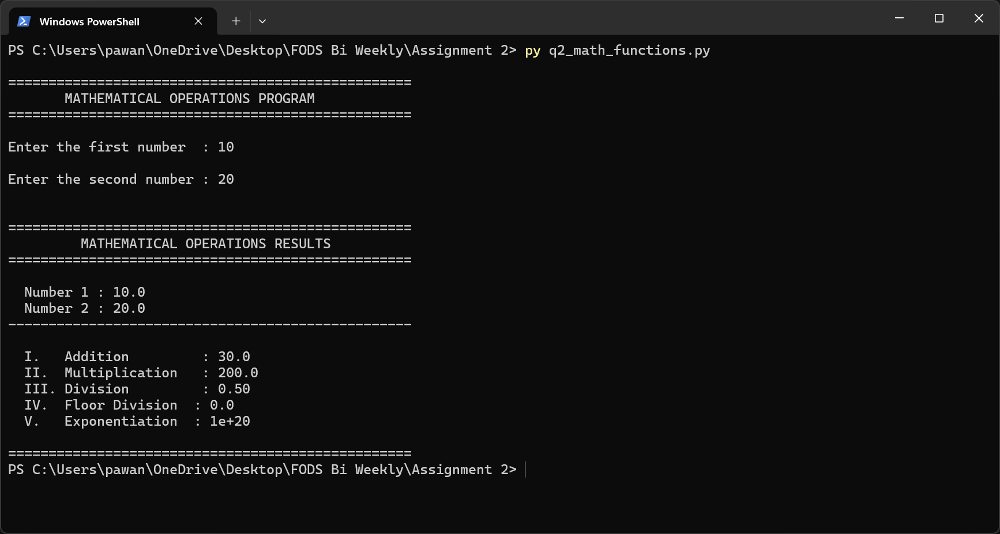 Windows PowerShell
PS C:\Users\pawan\OneDrive\Desktop\FODS Bi Weekly\Assignment 2> py q2_math_functions.py
==================================================
       MATHEMATICAL OPERATIONS PROGRAM
==================================================
Enter the first number  : 10
Enter the second number : 20
==================================================
         MATHEMATICAL OPERATIONS RESULTS
==================================================
  Number 1 : 10.0
  Number 2 : 20.0
--------------------------------------------------
  I.   Addition         : 30.0
  II.  Multiplication   : 200.0
  III. Division         : 0.50
  IV.  Floor Division  : 0.0
  V.   Exponentiation  : 1e+20
==================================================
PS C:\Users\pawan\OneDrive\Desktop\FODS Bi Weekly\Assignment 2>